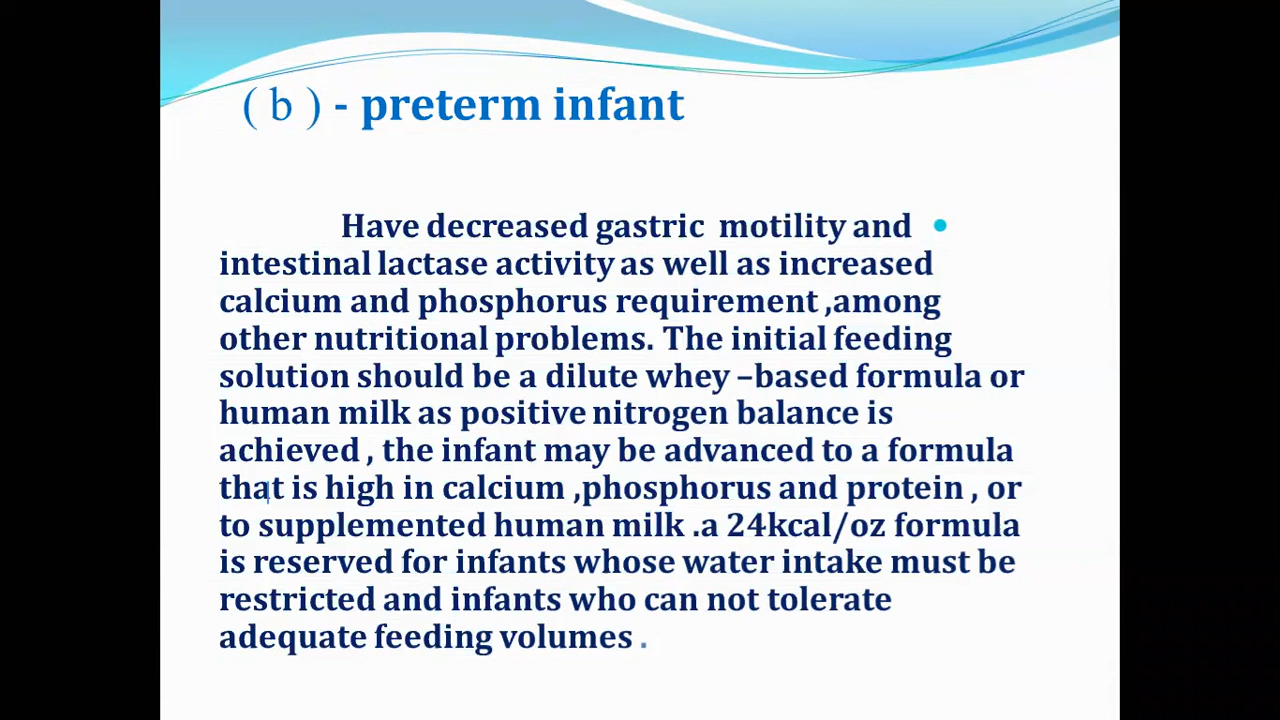 ( b ) - preterm infant
Have decreased gastric motility and •
intestinal lactase activity as well as increased
calcium and phosphorus requirement ,among
other nutritional problems. The initial feeding
solution should be a dilute whey –based formula or
human milk as positive nitrogen balance is
achieved , the infant may be advanced to a formula
that is high in calcium ,phosphorus and protein , or
to supplemented human milk .a 24kcal/oz formula
is reserved for infants whose water intake must be
restricted and infants who can not tolerate
adequate feeding volumes .